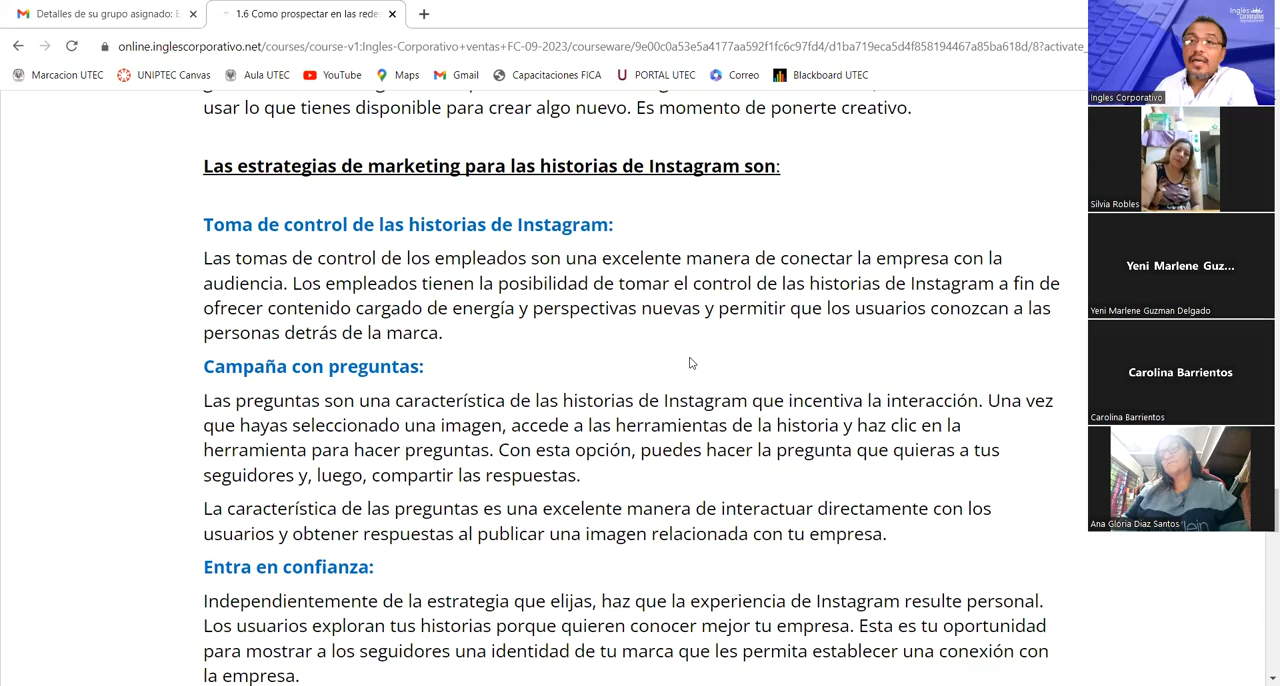 Detalles de su grupo asignado: E
1.6 Como prospectar en las redes
online.inglescorporativo.net/courses/course-v1:Ingles-Corporativo+ventas+FC-09-2023/courseware/9e00c0a53e5a4177aa592f1fc6c97fd4/d1ba719eca5d4f858194467a85ba618d/8?activate_
Marcacion UTEC
UNIPTEC Canvas
Aula UTEC
YouTube
Maps
Gmail
Capacitaciones FICA
PORTAL UTEC
Correo
Blackboard UTEC
usar lo que tienes disponible para crear algo nuevo. Es momento de ponerte creativo.
Las estrategias de marketing para las historias de Instagram son:
Toma de control de las historias de Instagram:
Las tomas de control de los empleados son una excelente manera de conectar la empresa con la
audiencia. Los empleados tienen la posibilidad de tomar el control de las historias de Instagram a fin de
ofrecer contenido cargado de energía y perspectivas nuevas y permitir que los usuarios conozcan a las
personas detrás de la marca.
Campaña con preguntas:
Las preguntas son una característica de las historias de Instagram que incentiva la interacción. Una vez
que hayas seleccionado una imagen, accede a las herramientas de la historia y haz clic en la
herramienta para hacer preguntas. Con esta opción, puedes hacer la pregunta que quieras a tus
seguidores y, luego, compartir las respuestas.
La característica de las preguntas es una excelente manera de interactuar directamente con los
usuarios y obtener respuestas al publicar una imagen relacionada con tu empresa.
Entra en confianza:
Independientemente de la estrategia que elijas, haz que la experiencia de Instagram resulte personal.
Los usuarios exploran tus historias porque quieren conocer mejor tu empresa. Esta es tu oportunidad
para mostrar a los seguidores una identidad de tu marca que les permita establecer una conexión con
la empresa.
Inglés
Corporativo
Ingles Corporativo
Silvia Robles
Yeni Marlene Guz...
Yeni Marlene Guzman Delgado
Carolina Barrientos
Carolina Barrientos
Ana Gloria Diaz Santos